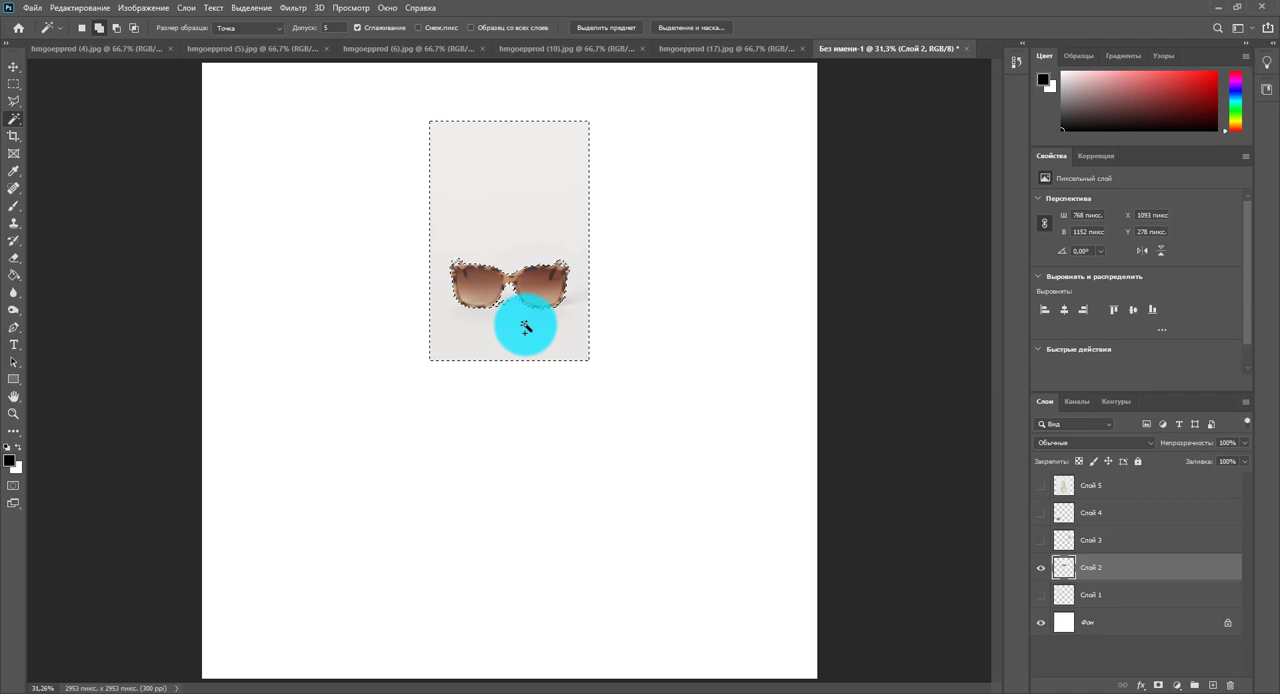 Ps Файл Редактирование Изображение Слои Текст Выделение Фильтр 3D Просмотр Окно Справка
Размер образца: Точка Допуск: 5 Сглаживание Смеж.пикс Образец со всех слоев Выделить предмет Выделение и маска...
hmgoepprod (4).jpg @ 66,7% (RGB/... × hmgoepprod (5).jpg @ 66,7% (RGB/... × hmgoepprod (6).jpg @ 66,7% (RGB/... × hmgoepprod (10).jpg @ 66,7% (RGB/... × hmgoepprod (17).jpg @ 66,7% (RGB/... × Без имени-1 @ 31,3% (Слой 2, RGB/8) * ×
Цвет Образцы Градиенты Узоры
Свойства Коррекция
Пиксельный слой
Перспектива
Ш 768 пикс. X 1093 пикс
В 1152 пикс Y 278 пикс.
0,00°
Выровнять и распределить
Выровнять:
Быстрые действия
Слои Каналы Контуры
Вид
Обычные Непрозрачность: 100%
Закрепить: Заливка: 100%
Слой 5
Слой 4
Слой 3
Слой 2
Слой 1
Фон
31,26% 2953 пикс. x 2953 пикс. (300 ppi)